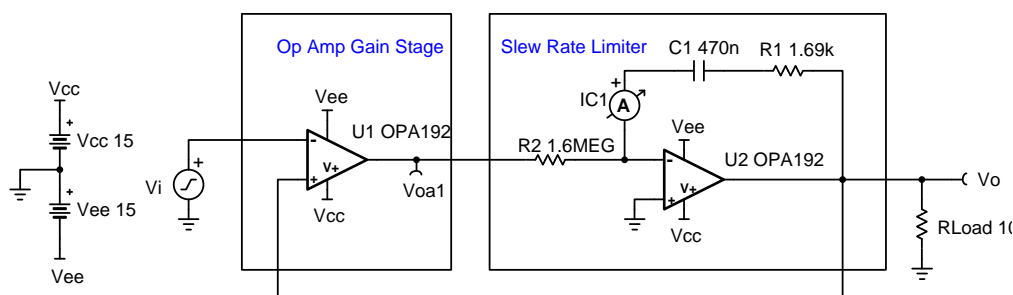 Op Amp Gain Stage
Slew Rate Limiter
C1 470n
R1 1.69k
Vcc
+
Vcc 15
+
Vee 15
Vee
Vi
+
Vee
-
+
V+
U1 OPA192
Vcc
Voa1
IC1
+
A
R2 1.6MEG
Vee
-
+
V+
U2 OPA192
Vcc
Vo
RLoad